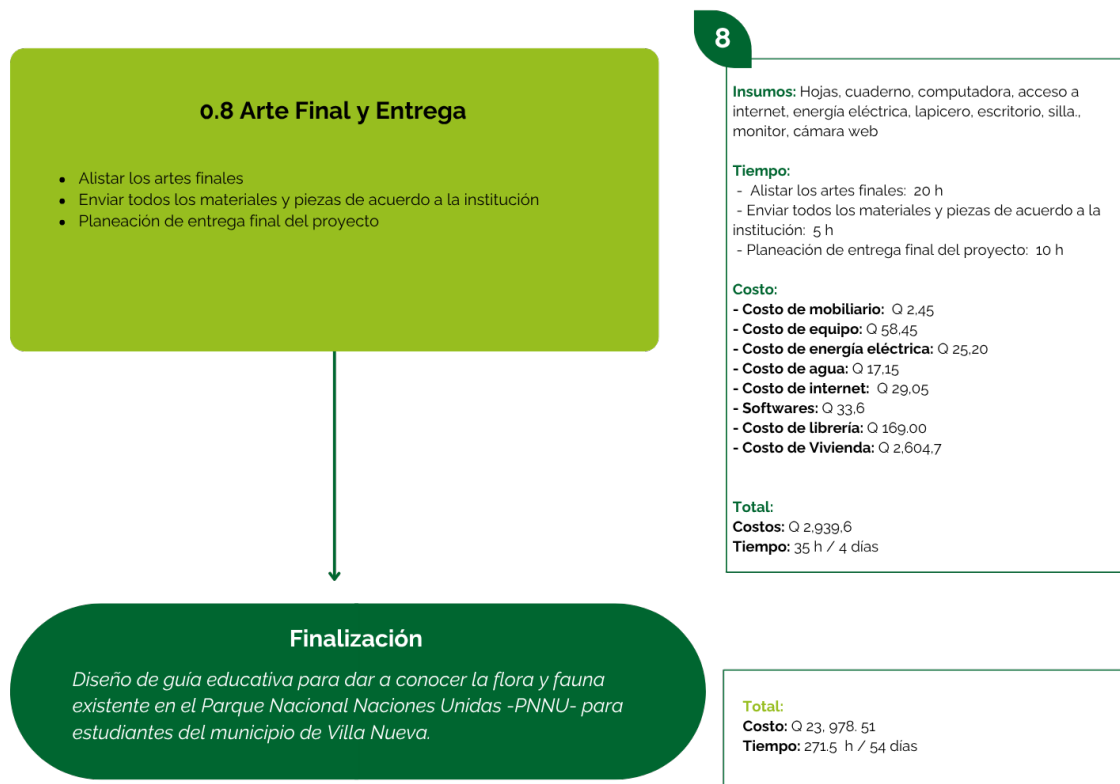 0.8 Arte Final y Entrega
• Alistar los artes finales
• Enviar todos los materiales y piezas de acuerdo a la institución
• Planeación de entrega final del proyecto
8
Insumos: Hojas, cuaderno, computadora, acceso a
internet, energía eléctrica, lapicero, escritorio, silla.,
monitor, cámara web
Tiempo:
- Alistar los artes finales: 20 h
- Enviar todos los materiales y piezas de acuerdo a la
institución: 5 h
- Planeación de entrega final del proyecto: 10 h
Costo:
- Costo de mobiliario: Q 2,45
- Costo de equipo: Q 58,45
- Costo de energía eléctrica: Q 25,20
- Costo de agua: Q 17,15
- Costo de internet: Q 29,05
- Softwares: Q 33,6
- Costo de librería: Q 169.00
- Costo de Vivienda: Q 2,604,7
Total:
Costos: Q 2,939,6
Tiempo: 35 h / 4 días
Finalización
Diseño de guía educativa para dar a conocer la flora y fauna
existente en el Parque Nacional Naciones Unidas -PNNU- para
estudiantes del municipio de Villa Nueva.
Total:
Costo: Q 23, 978. 51
Tiempo: 271.5 h / 54 días